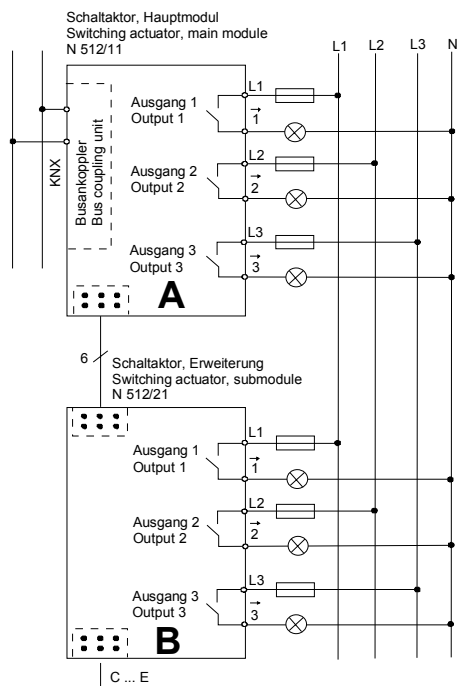 Schaltaktor, Hauptmodul
Switching actuator, main module
N 512/11
L1
L2
L3
N
KNX
Busankoppler
Bus coupling unit
Ausgang 1
Output 1
L1
1
Ausgang 2
Output 2
L2
2
Ausgang 3
Output 3
L3
3
A
6
Schaltaktor, Erweiterung
Switching actuator, submodule
N 512/21
Ausgang 1
Output 1
L1
1
Ausgang 2
Output 2
L2
2
Ausgang 3
Output 3
L3
3
B
C ... E